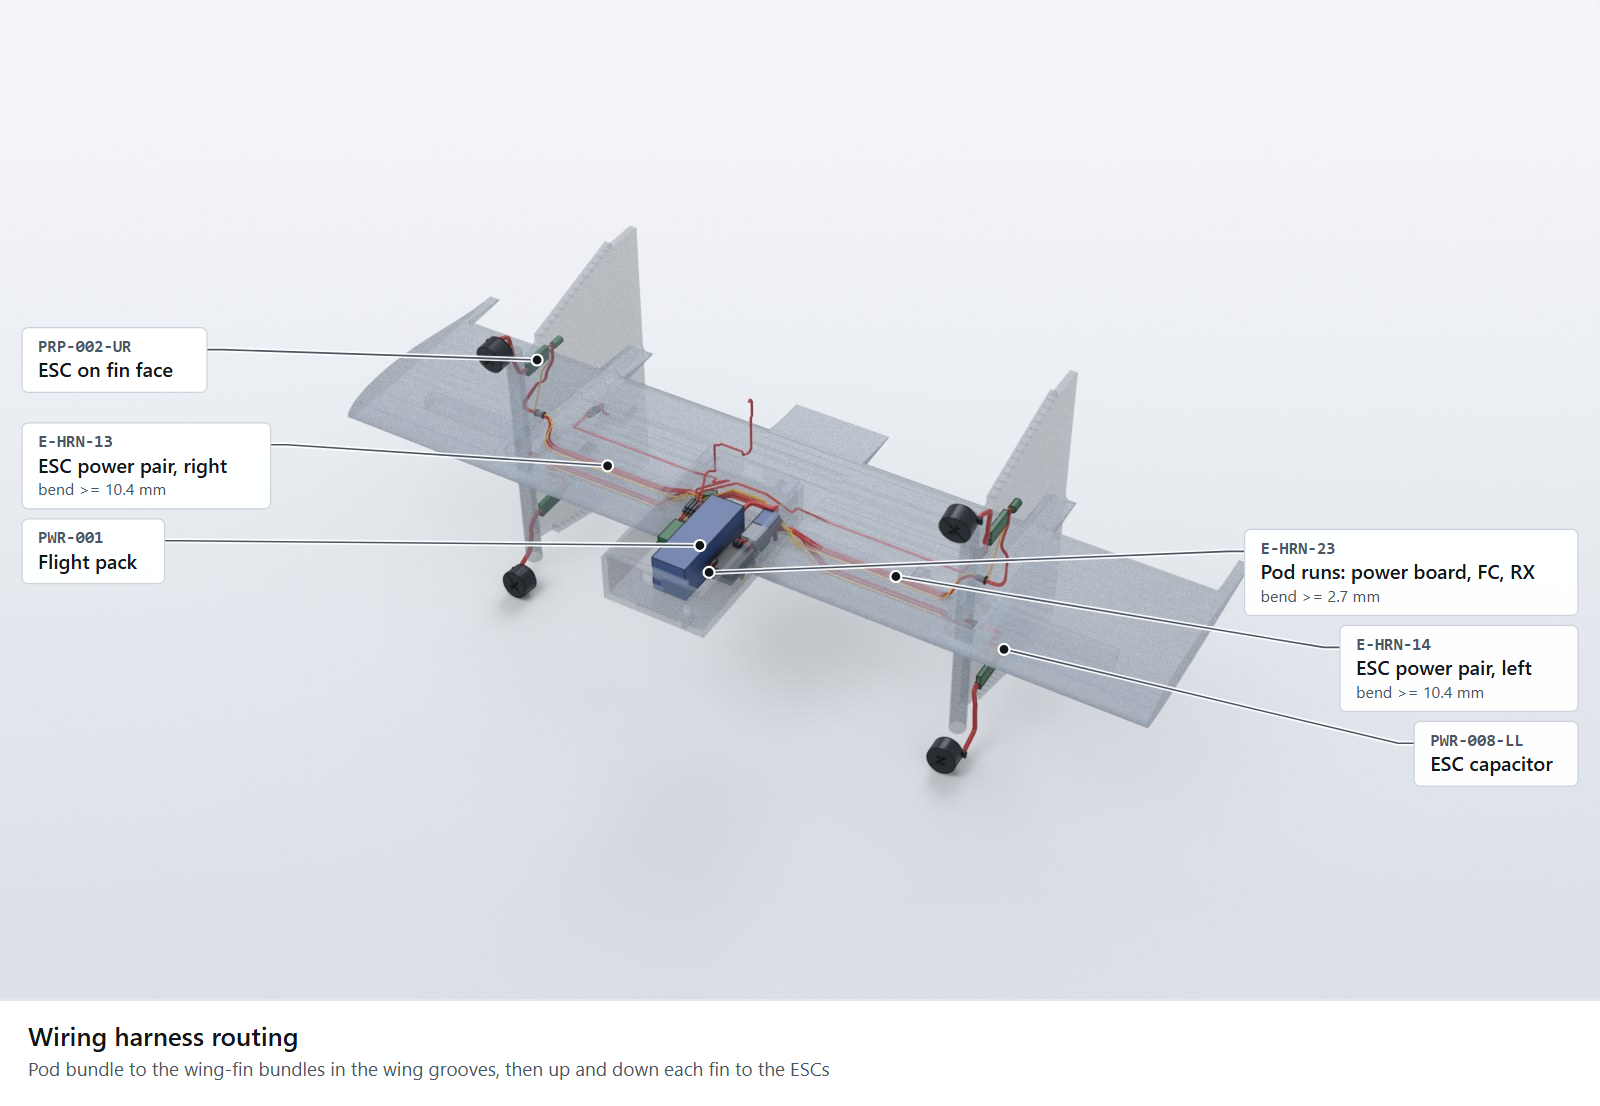 PRP-002-UR
ESC on fin face
E-HRN-13
ESC power pair, right
bend >= 10.4 mm
PWR-001
Flight pack
E-HRN-23
Pod runs: power board, FC, RX
bend >= 2.7 mm
E-HRN-14
ESC power pair, left
bend >= 10.4 mm
PWR-008-LL
ESC capacitor
Wiring harness routing
Pod bundle to the wing-fin bundles in the wing grooves, then up and down each fin to the ESCs